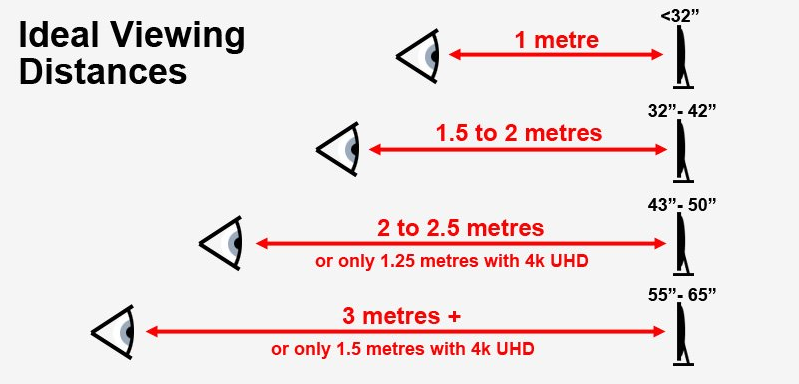 Ideal Viewing
Distances
<32”
1 metre
32”- 42”
1.5 to 2 metres
43”- 50”
2 to 2.5 metres
or only 1.25 metres with 4k UHD
55”- 65”
3 metres +
or only 1.5 metres with 4k UHD